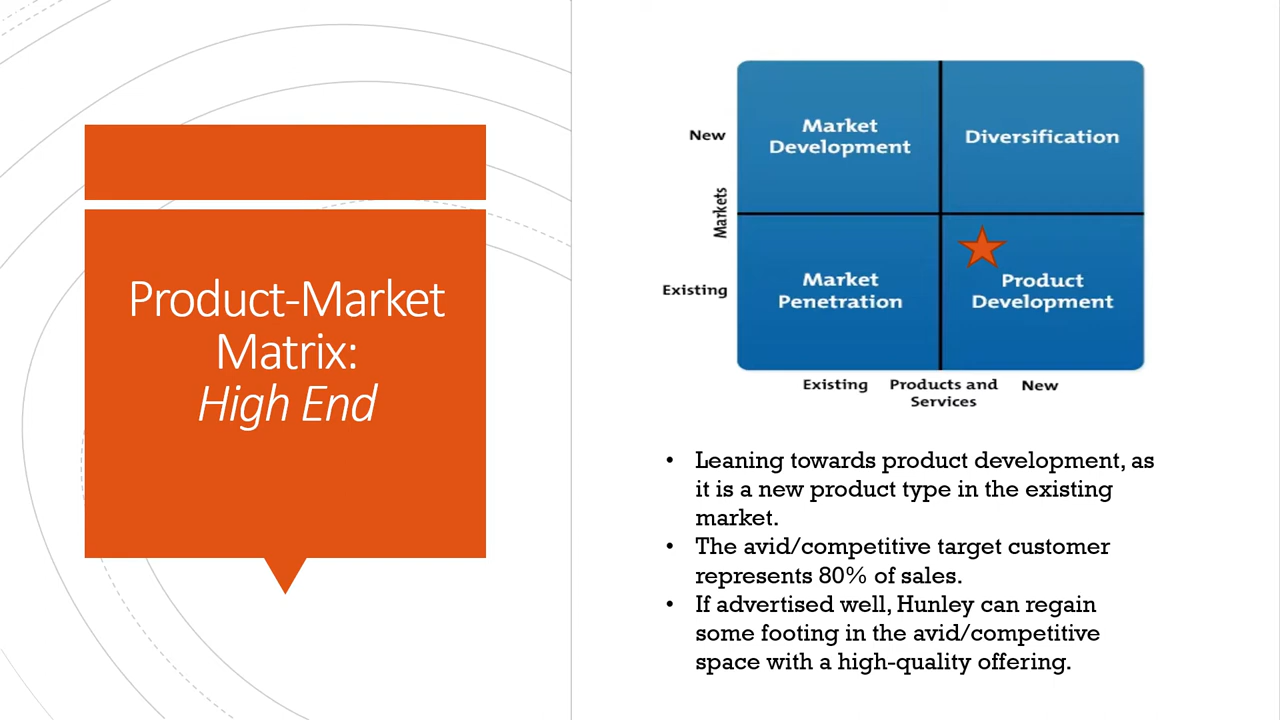 Product-Market
Matrix:
High End
New
Market
Development
Diversification
Markets
Existing
Market
Penetration
Product
Development
Existing
Products and
Services
New
• Leaning towards product development, as
it is a new product type in the existing
market.
• The avid/competitive target customer
represents 80% of sales.
• If advertised well, Hunley can regain
some footing in the avid/competitive
space with a high-quality offering.